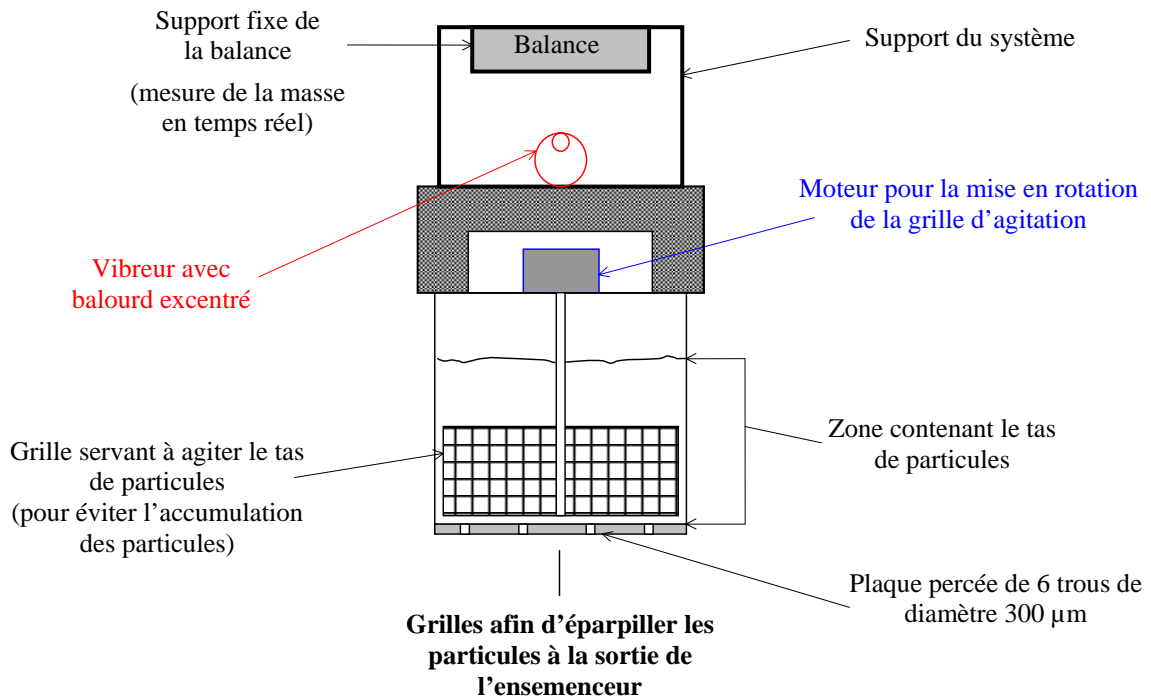 Support fixe de
la balance
(mesure de la masse
en temps réel)
Balance
Support du système
Moteur pour la mise en rotation
de la grille d’agitation
Vibreur avec
balourd excentré
Grille servant à agiter le tas
de particules
(pour éviter l’accumulation
des particules)
Zone contenant le tas
de particules
Plaque percée de 6 trous de
diamètre 300 µm
Grilles afin d’éparpiller les
particules à la sortie de
l’ensemenceur